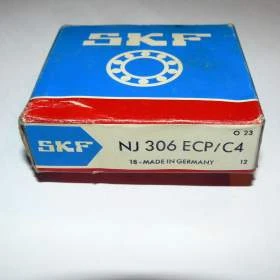 SKF
O 23
SKF NJ 306 ECP/C4
18-MADE IN GERMANY 12